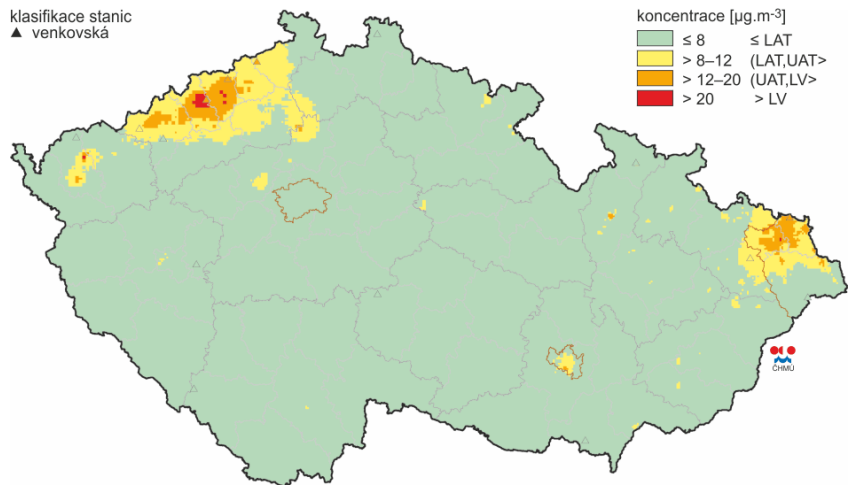 klasifikace stanic
▲ venkovská
koncentrace [µg.m-3]
≤ 8 ≤ LAT
> 8–12 (LAT,UAT>
> 12–20 (UAT,LV>
> 20 > LV
ČHMÚ